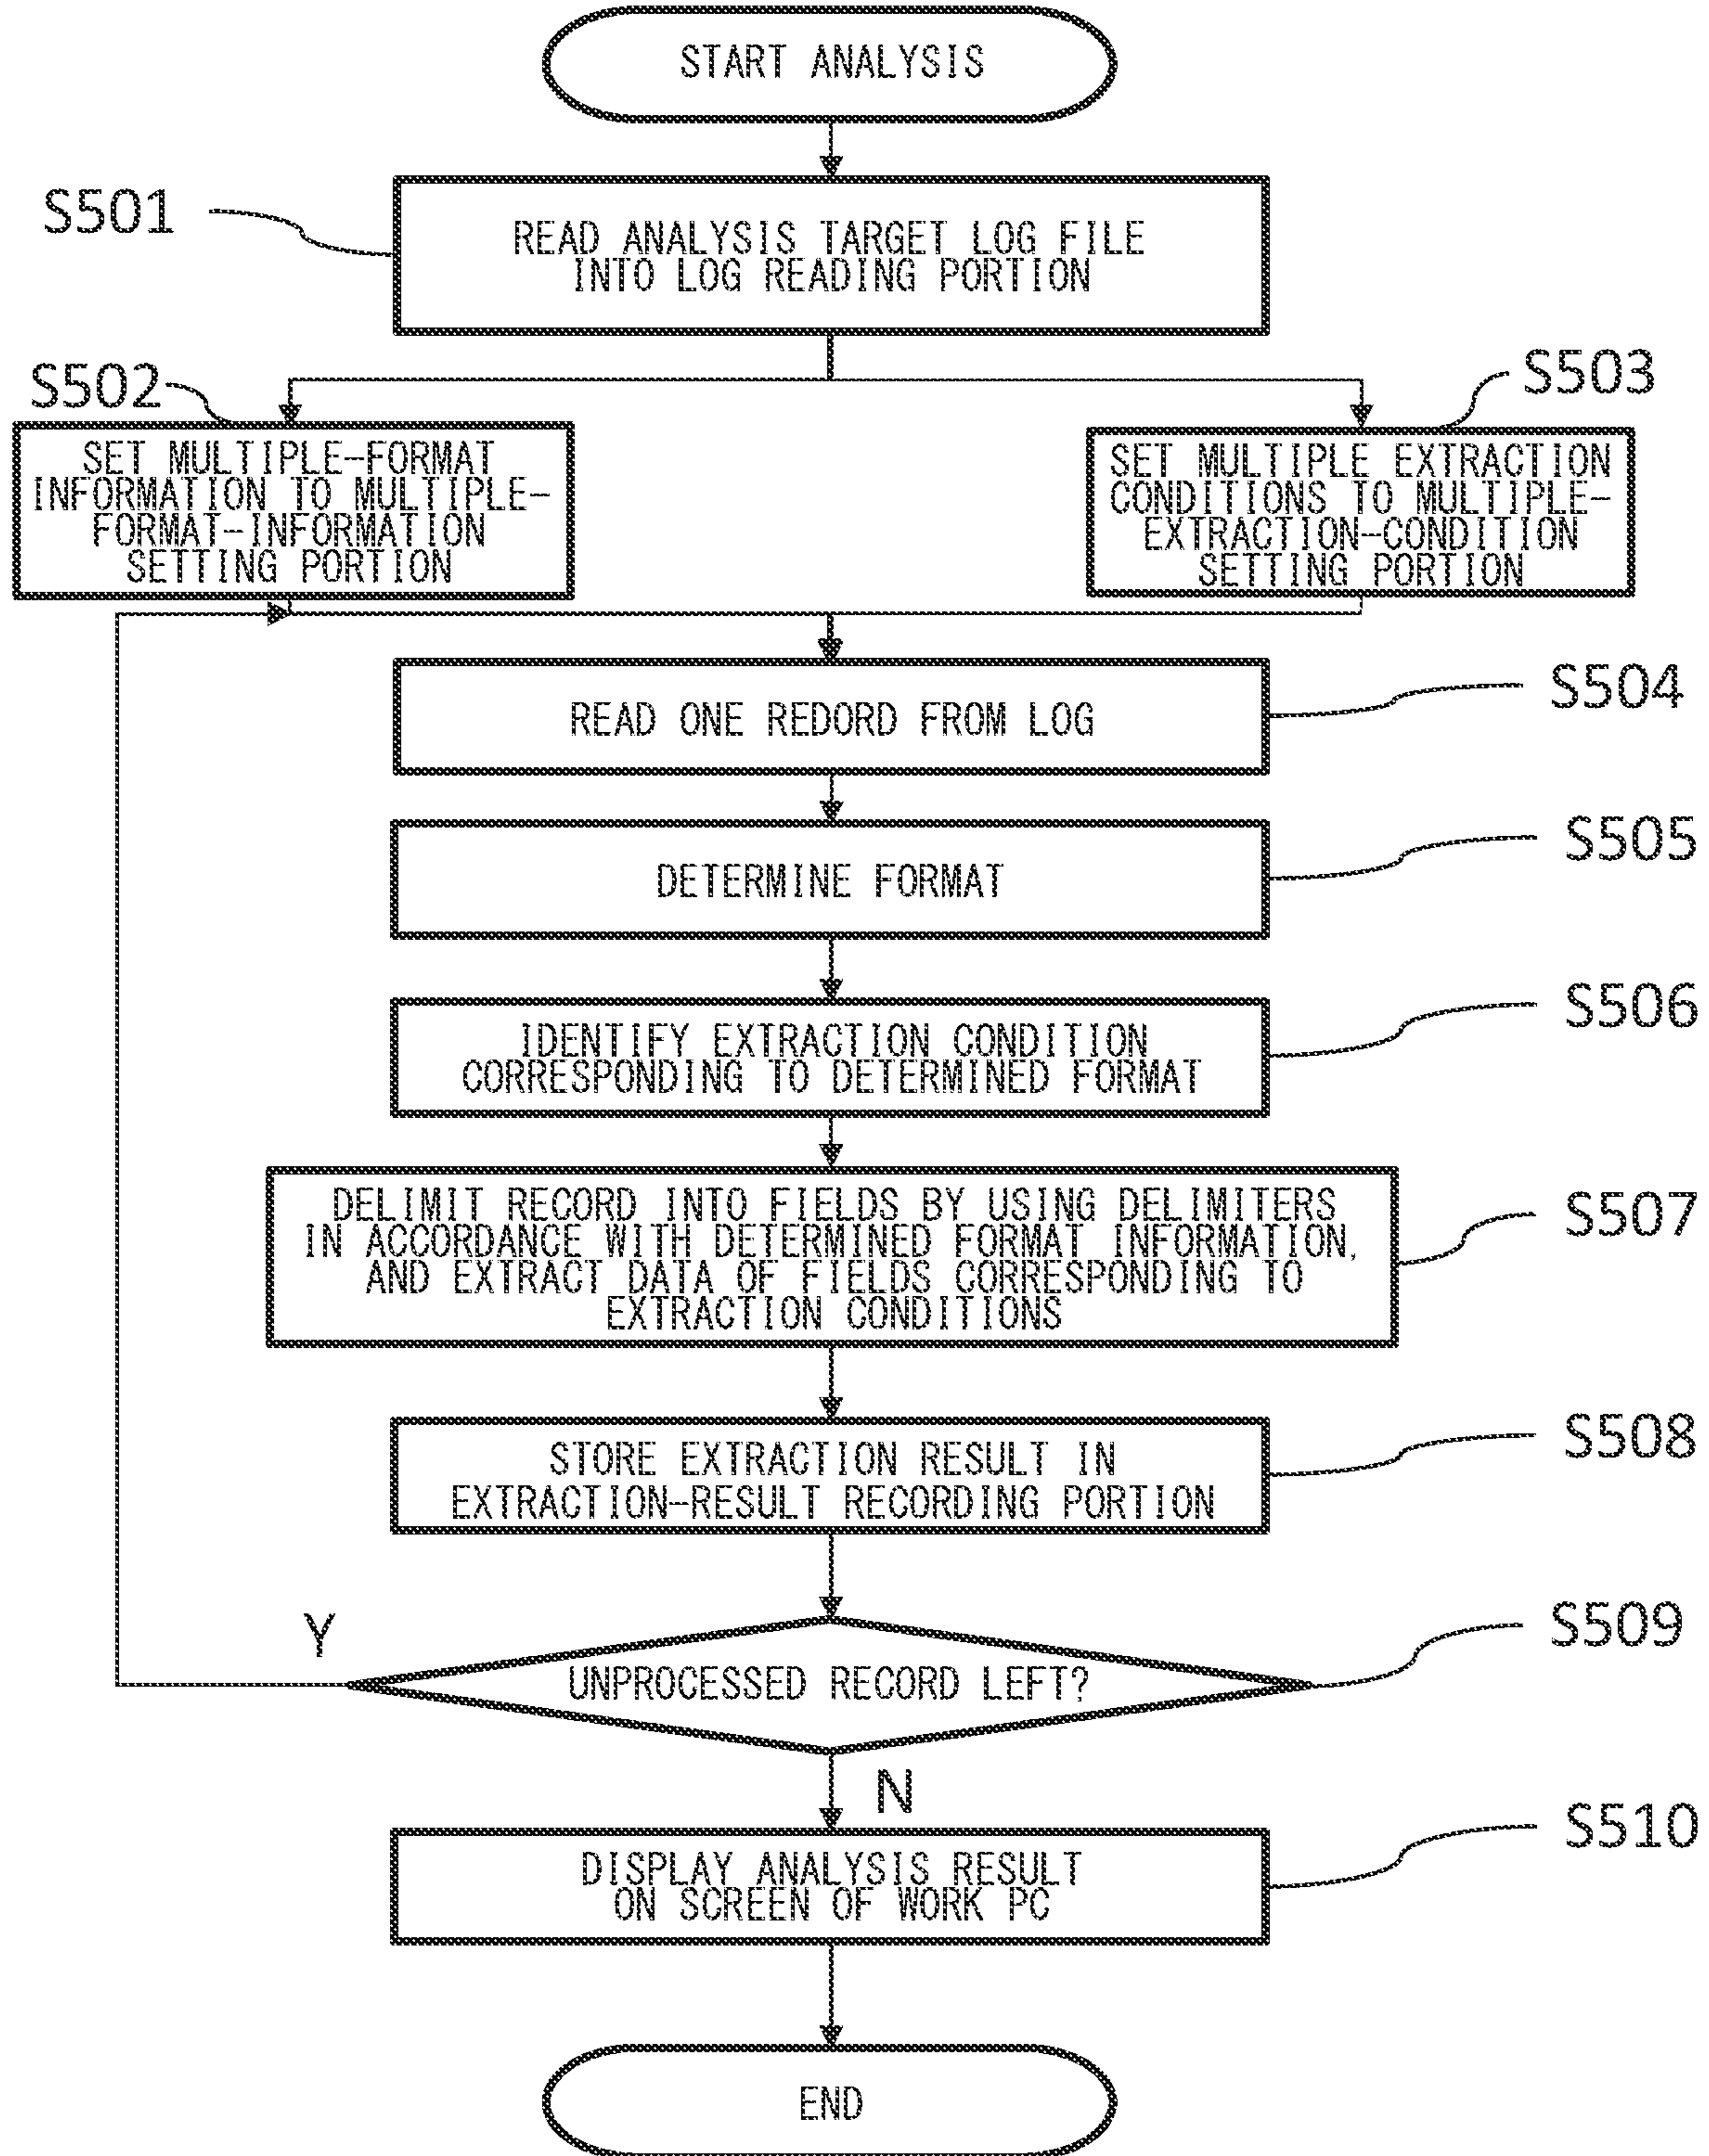 START ANALYSIS
S501
READ ANALYSIS TARGET LOG FILE
INTO LOG READING PORTION
S502
SET MULTIPLE-FORMAT
INFORMATION TO MULTIPLE-
FORMAT-INFORMATION
SETTING PORTION
S503
SET MULTIPLE EXTRACTION
CONDITIONS TO MULTIPLE-
EXTRACTION-CONDITION
SETTING PORTION
READ ONE REDORD FROM LOG
S504
DETERMINE FORMAT
S505
IDENTIFY EXTRACTION CONDITION
CORRESPONDING TO DETERMINED FORMAT
S506
DELIMIT RECORD INTO FIELDS BY USING DELIMITERS
IN ACCORDANCE WITH DETERMINED FORMAT INFORMATION,
AND EXTRACT DATA OF FIELDS CORRESPONDING TO
EXTRACTION CONDITIONS
S507
STORE EXTRACTION RESULT IN
EXTRACTION-RESULT RECORDING PORTION
S508
Y
UNPROCESSED RECORD LEFT?
S509
N
DISPLAY ANALYSIS RESULT
ON SCREEN OF WORK PC
S510
END